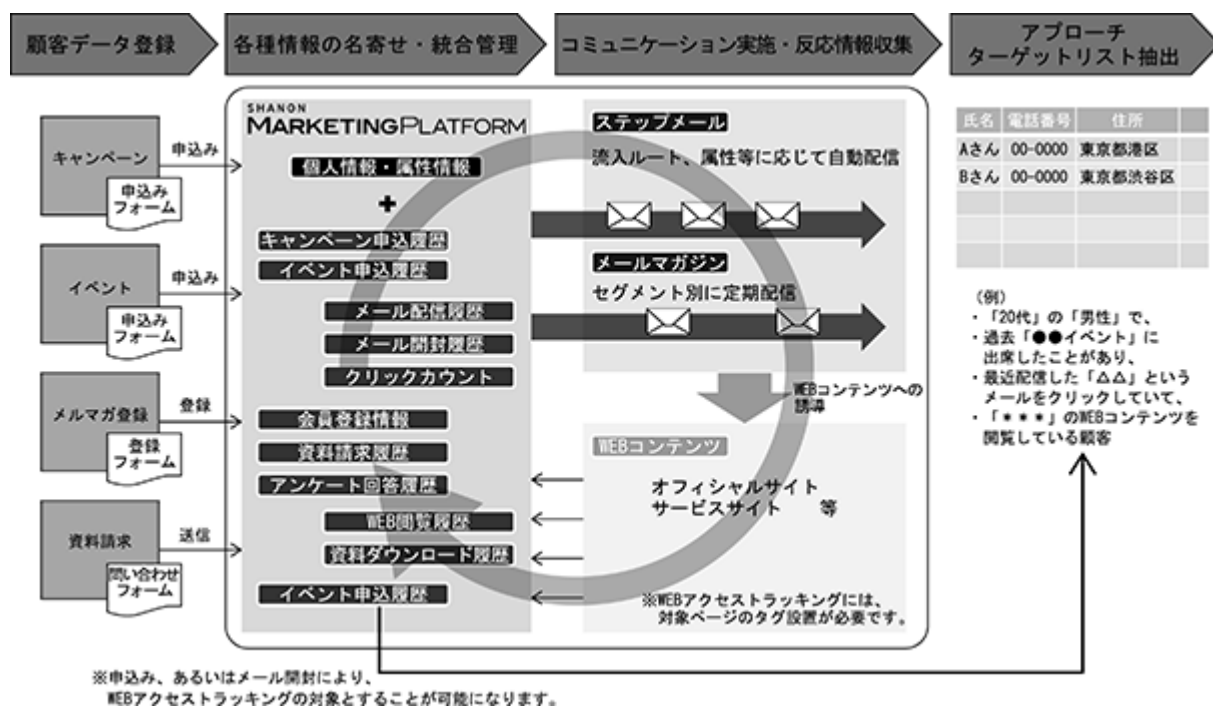 顧客データ登録
各種情報の名寄せ・統合管理
コミュニケーション実施・反応情報収集
アプローチ
ターゲットリスト抽出
キャンペーン
申込み
フォーム
申込み
イベント
申込み
フォーム
申込み
メルマガ登録
登録
フォーム
登録
資料請求
問い合わせ
フォーム
送信
SHANON
MARKETINGPLATFORM
個人情報・属性情報
+
キャンペーン申込履歴
イベント申込履歴
メール配信履歴
メール開封履歴
クリックカウント
会員登録情報
資料請求履歴
アンケート回答履歴
WEB閲覧履歴
資料ダウンロード履歴
イベント申込履歴
ステップメール
流入ルート、属性等に応じて自動配信
メールマガジン
セグメント別に定期配信
WEBコンテンツへの
誘導
WEBコンテンツ
オフィシャルサイト
サービスサイト 等
※WEBアクセストラッキングには、
対象ページのタグ設置が必要です。
氏名 電話番号 住所
Aさん 00-0000 東京都港区
Bさん 00-0000 東京都渋谷区
(例)
・「20代」の「男性」で、
・過去「●●イベント」に
出席したことがあり、
・最近配信した「△△」という
メールをクリックしていて、
・「＊＊＊」のWEBコンテンツを
閲覧している顧客
※申込み、あるいはメール開封により、
WEBアクセストラッキングの対象とすることが可能になります。